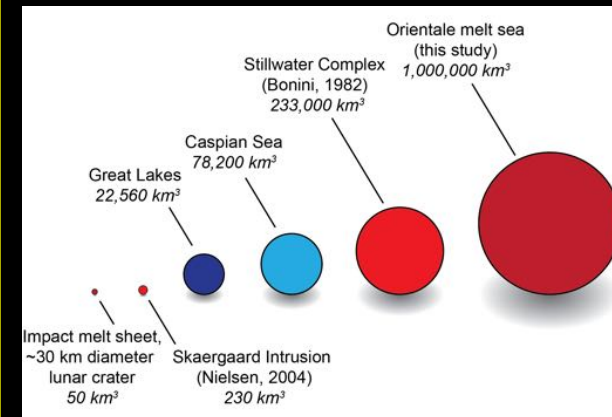 Orientale melt sea
(this study)
1,000,000 km³
Stillwater Complex
(Bonini, 1982)
233,000 km³
Caspian Sea
78,200 km³
Great Lakes
22,560 km³
Impact melt sheet,
~30 km diameter
lunar crater
50 km³
Skaergaard Intrusion
(Nielsen, 2004)
230 km³